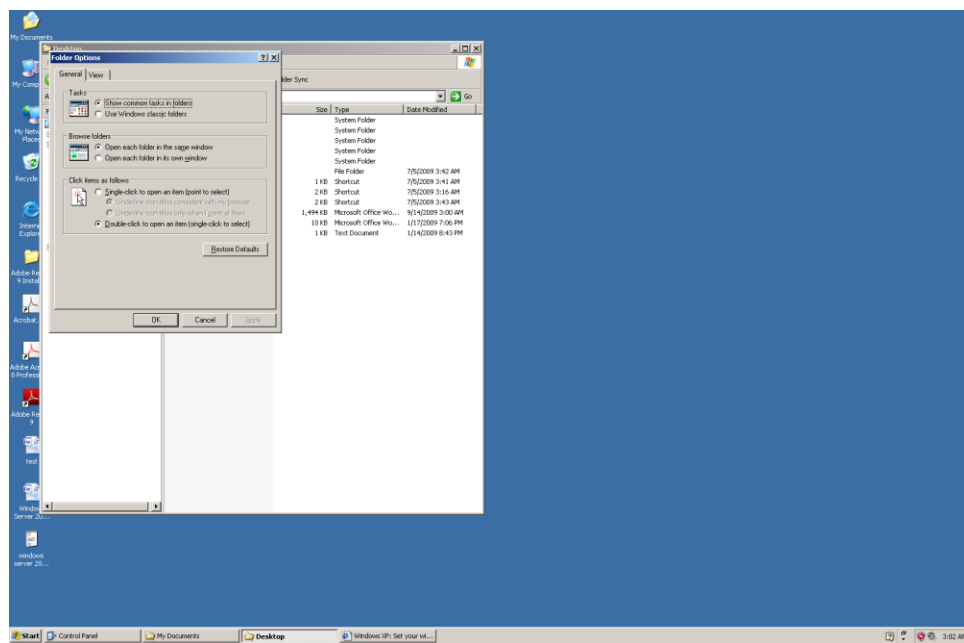 My Documents
Desktop
Folder Options
General
View
Tasks
Show common tasks in folders
Use Windows classic folders
Browse folders
Open each folder in the same window
Open each folder in its own window
Click items as follows
Single-click to open an item (point to select)
Underline icon titles consistent with my browser
Underline icon titles only when I point at them
Double-click to open an item (single-click to select)
Restore Defaults
OK
Cancel
Apply
lder Sync
Go
Size Type Date Modified
System Folder
System Folder
System Folder
System Folder
System Folder
File Folder 7/5/2009 3:42 AM
1 KB Shortcut 7/5/2009 3:41 AM
2 KB Shortcut 7/5/2009 3:16 AM
2 KB Shortcut 7/5/2009 3:43 AM
1,494 KB Microsoft Office Wo... 9/14/2009 3:00 AM
10 KB Microsoft Office Wo... 1/17/2009 7:06 PM
1 KB Text Document 1/14/2009 8:43 PM
My Comp
My Netw
Places
Recycle
Intern
Explor
Adobe Re
9 Instal
Acrobat.
Adobe Acr
0 Profess
Adobe Re
9
test
Window
Server 20...
windows
server 20...
Start
Control Panel
My Documents
Desktop
Windows XP: Set your wi...
3:02 AM